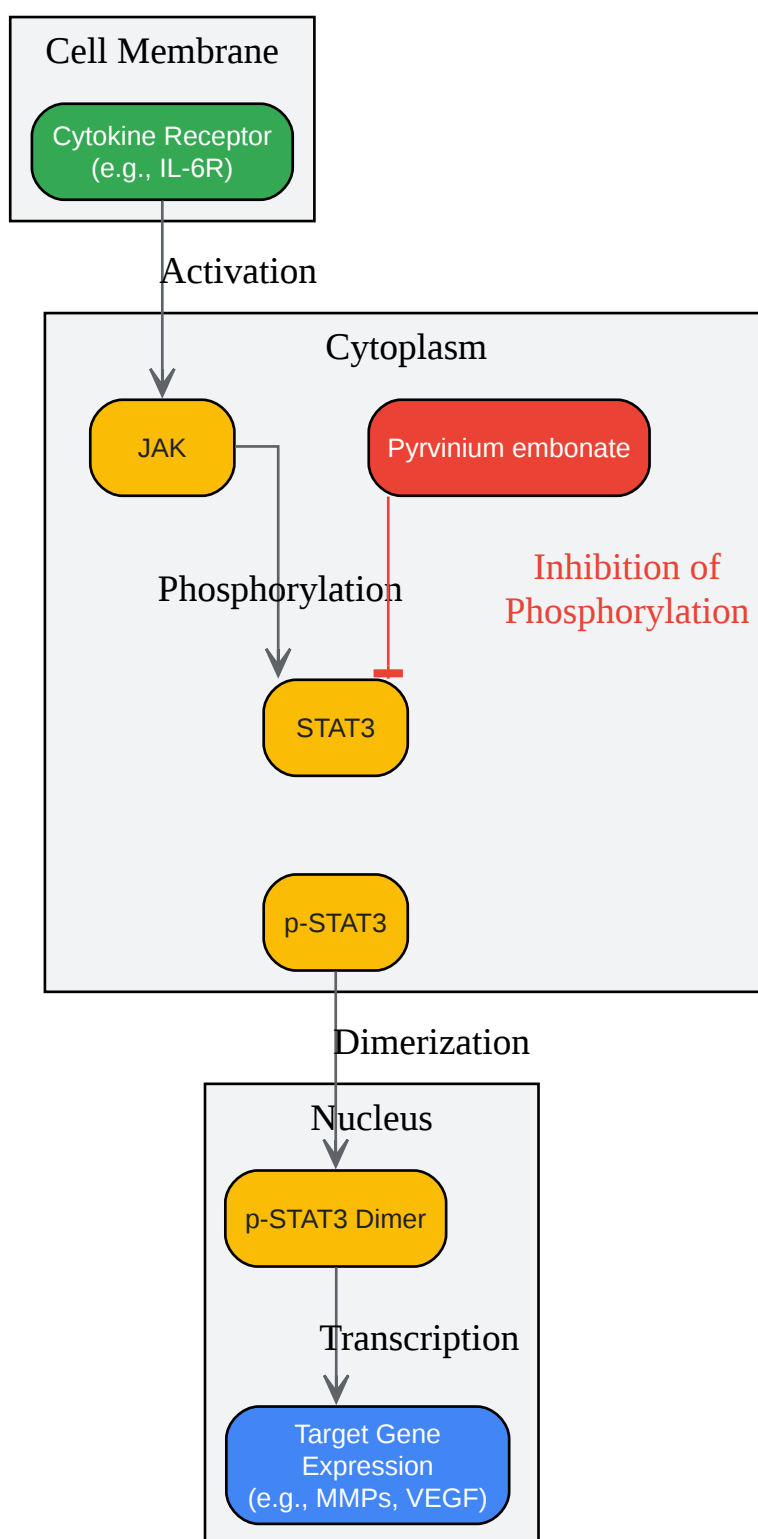 Cell Membrane
Cytokine Receptor
(e.g., IL-6R)
Activation
Cytoplasm
JAK
Pyrvinium embonate
Phosphorylation
Inhibition of
Phosphorylation
STAT3
p-STAT3
Dimerization
Nucleus
p-STAT3 Dimer
Transcription
Target Gene
Expression
(e.g., MMPs, VEGF)